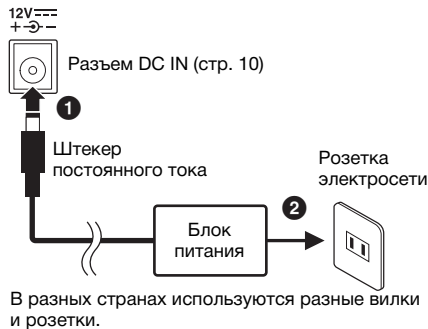 12V
+ -
Разъем DC IN (стр. 10)
1
Штекер
постоянного тока
Розетка
электросети
2
Блок
питания
В разных странах используются разные вилки
и розетки.